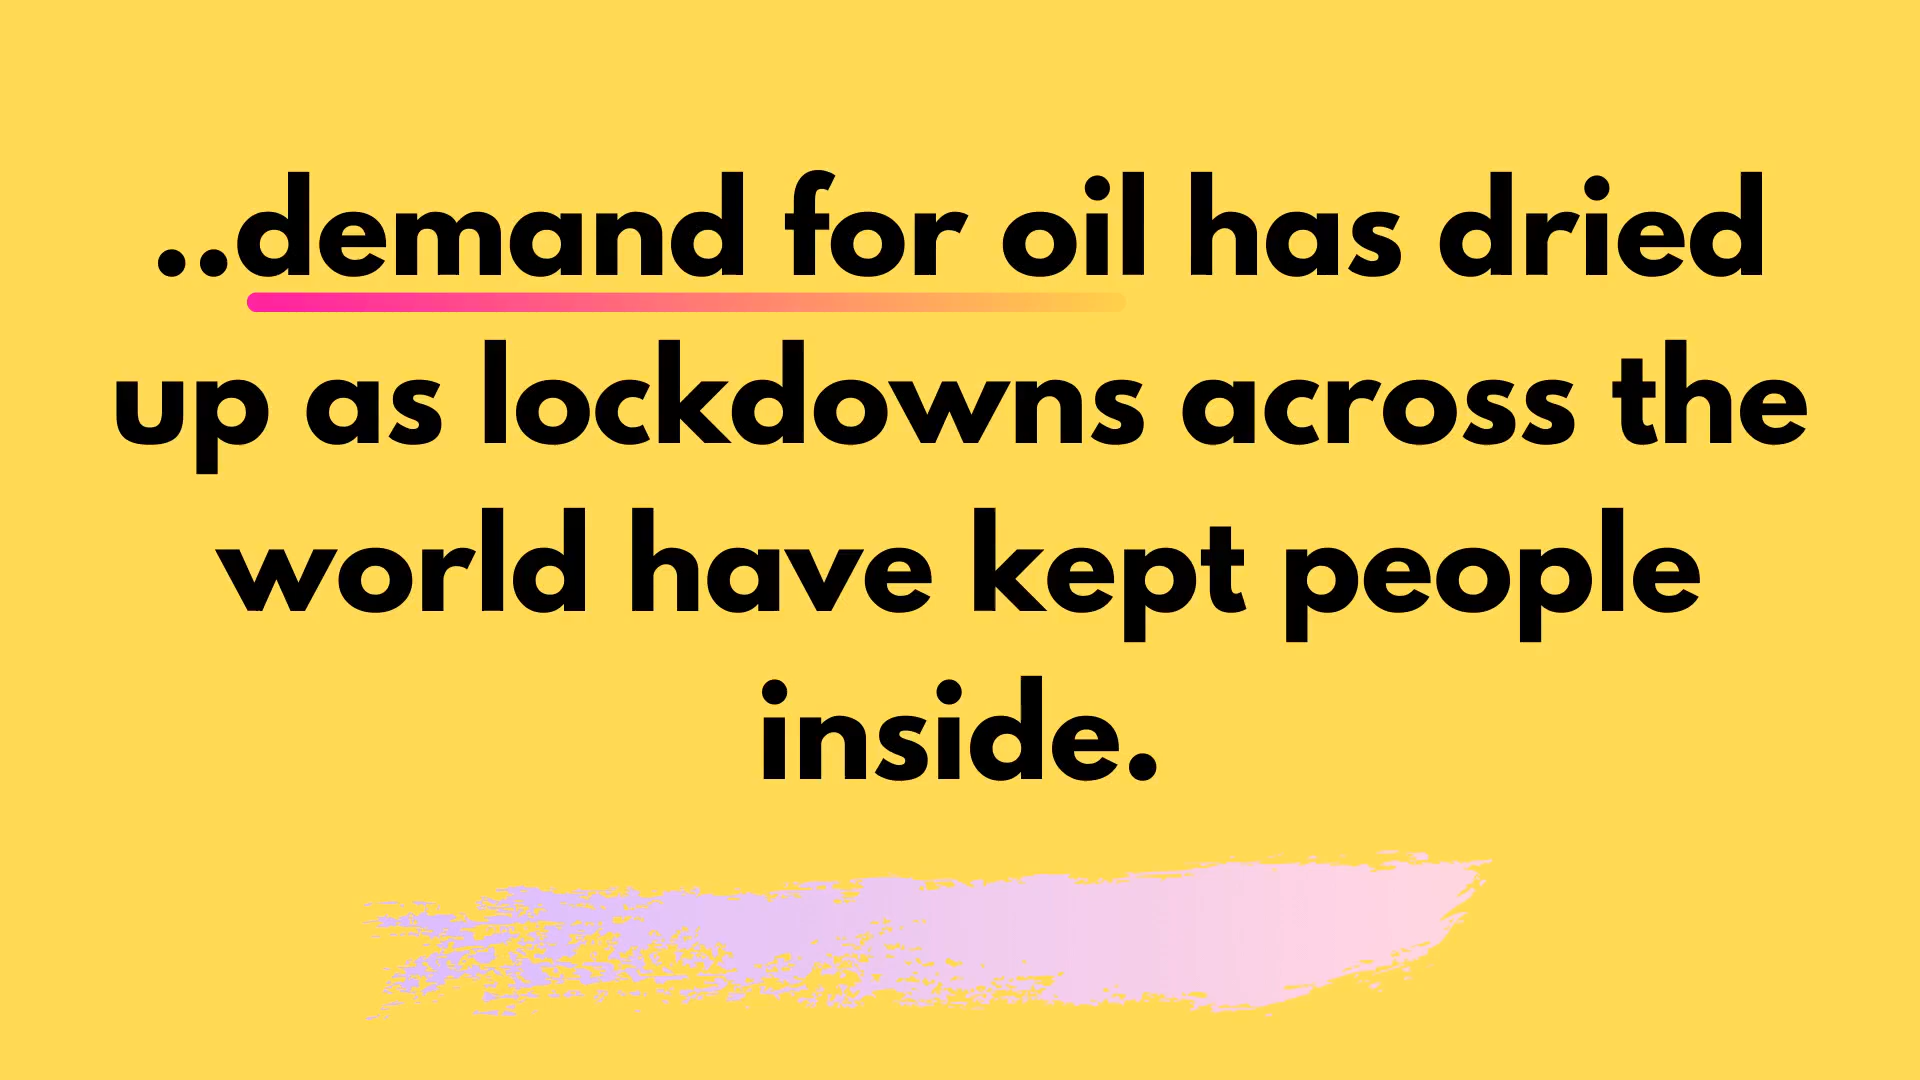 ..demand for oil has dried
up as lockdowns across the
world have kept people
inside.